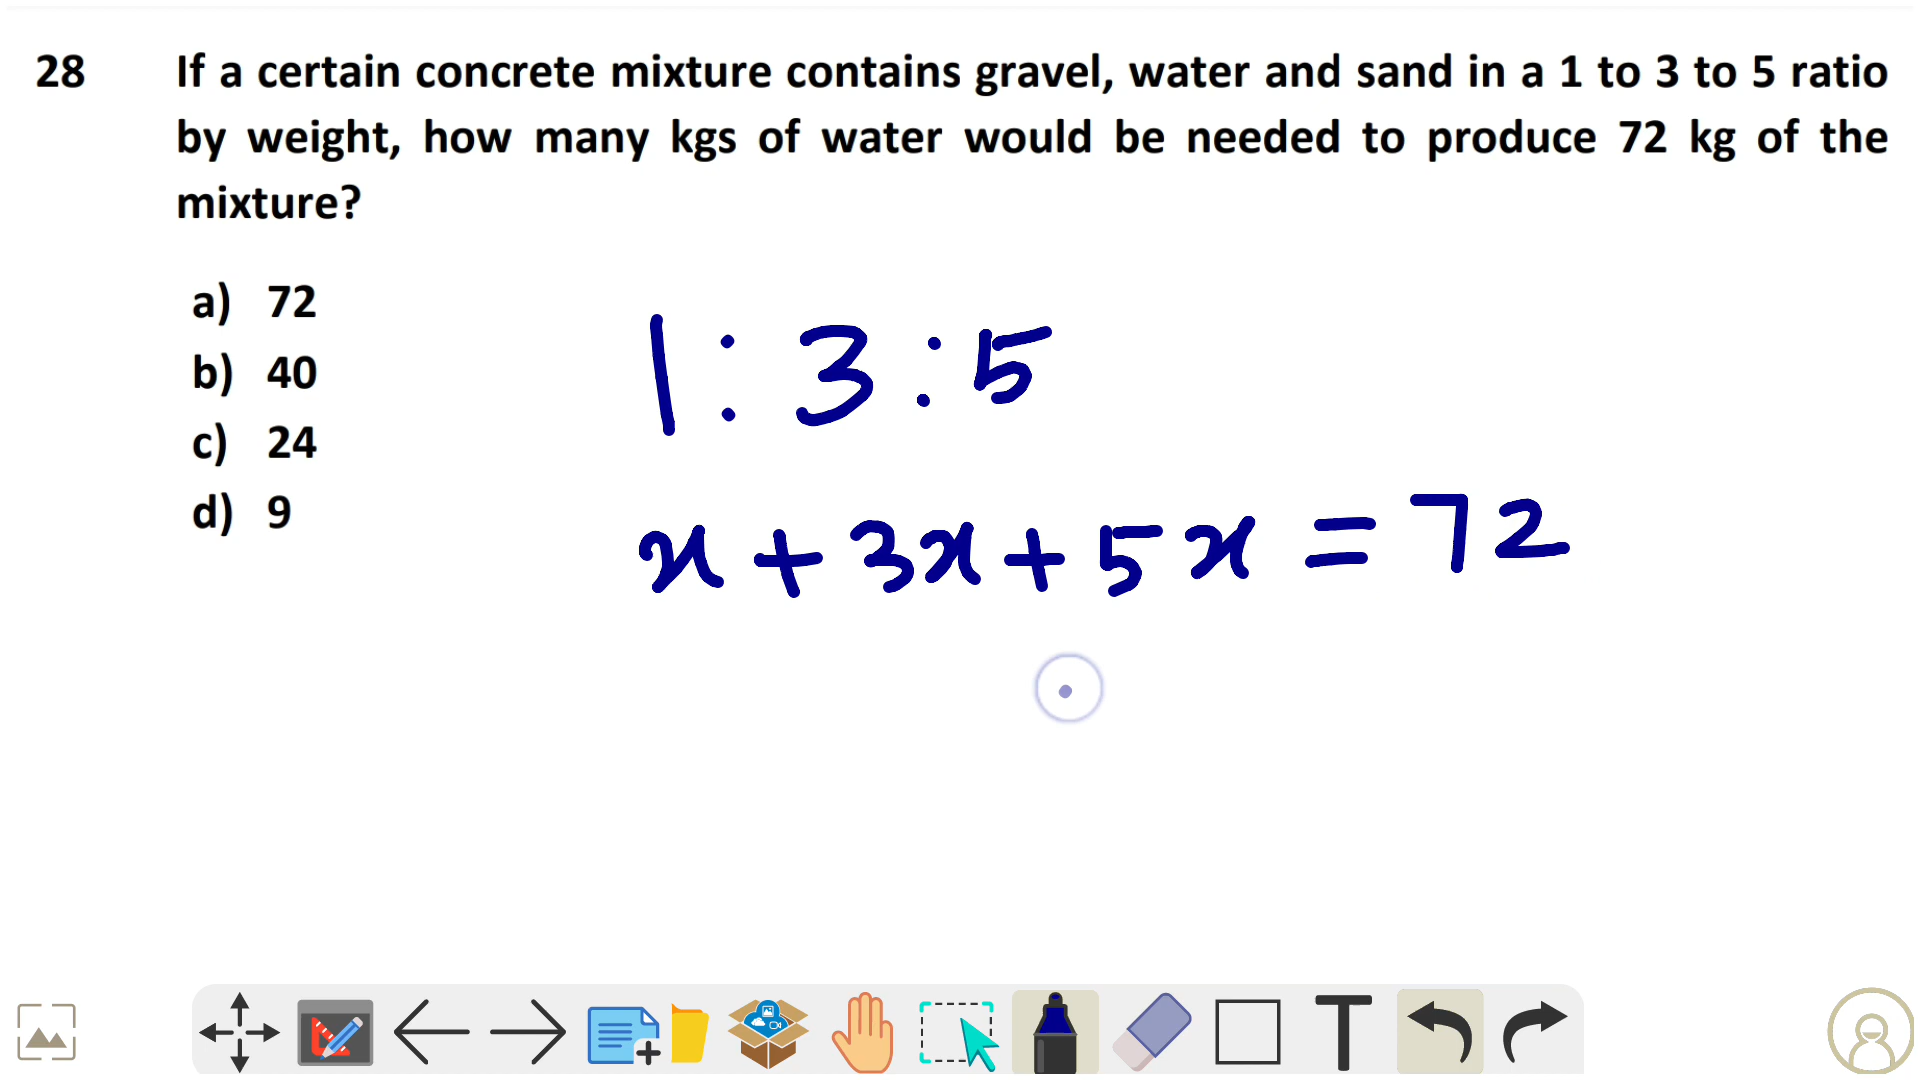 28 If a certain concrete mixture contains gravel, water and sand in a 1 to 3 to 5 ratio
by weight, how many kgs of water would be needed to produce 72 kg of the
mixture?
a) 72
b) 40
c) 24
d) 9
1 : 3 : 5
x + 3x + 5x = 72